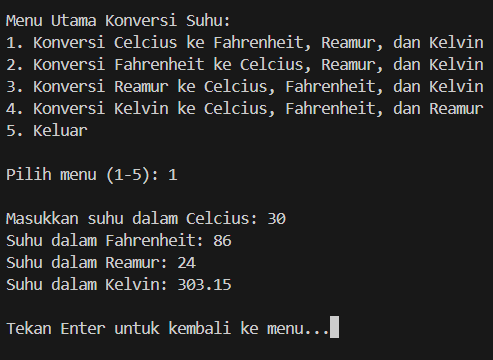 Menu Utama Konversi Suhu:
1. Konversi Celcius ke Fahrenheit, Reamur, dan Kelvin
2. Konversi Fahrenheit ke Celcius, Reamur, dan Kelvin
3. Konversi Reamur ke Celcius, Fahrenheit, dan Kelvin
4. Konversi Kelvin ke Celcius, Fahrenheit, dan Reamur
5. Keluar
Pilih menu (1-5): 1
Masukkan suhu dalam Celcius: 30
Suhu dalam Fahrenheit: 86
Suhu dalam Reamur: 24
Suhu dalam Kelvin: 303.15
Tekan Enter untuk kembali ke menu...